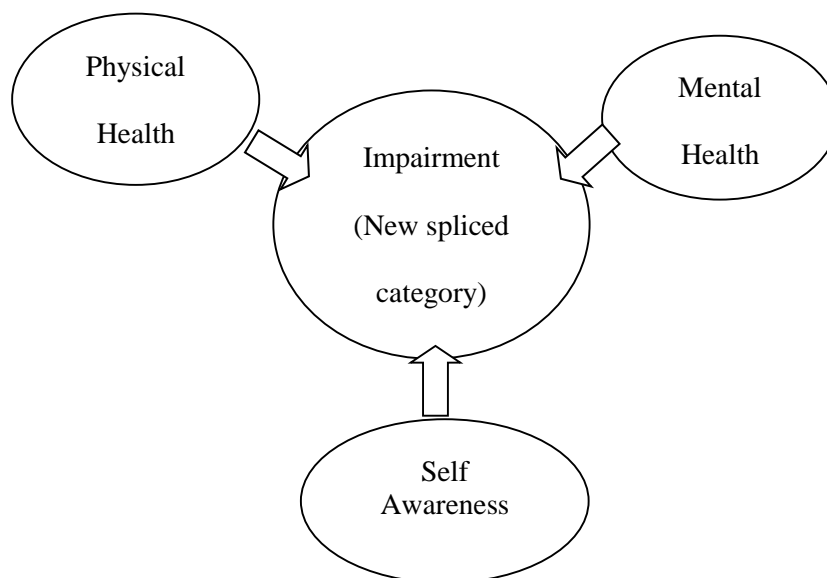 Physical
Health
Impairment
(New spliced
category)
Mental
Health
Self
Awareness